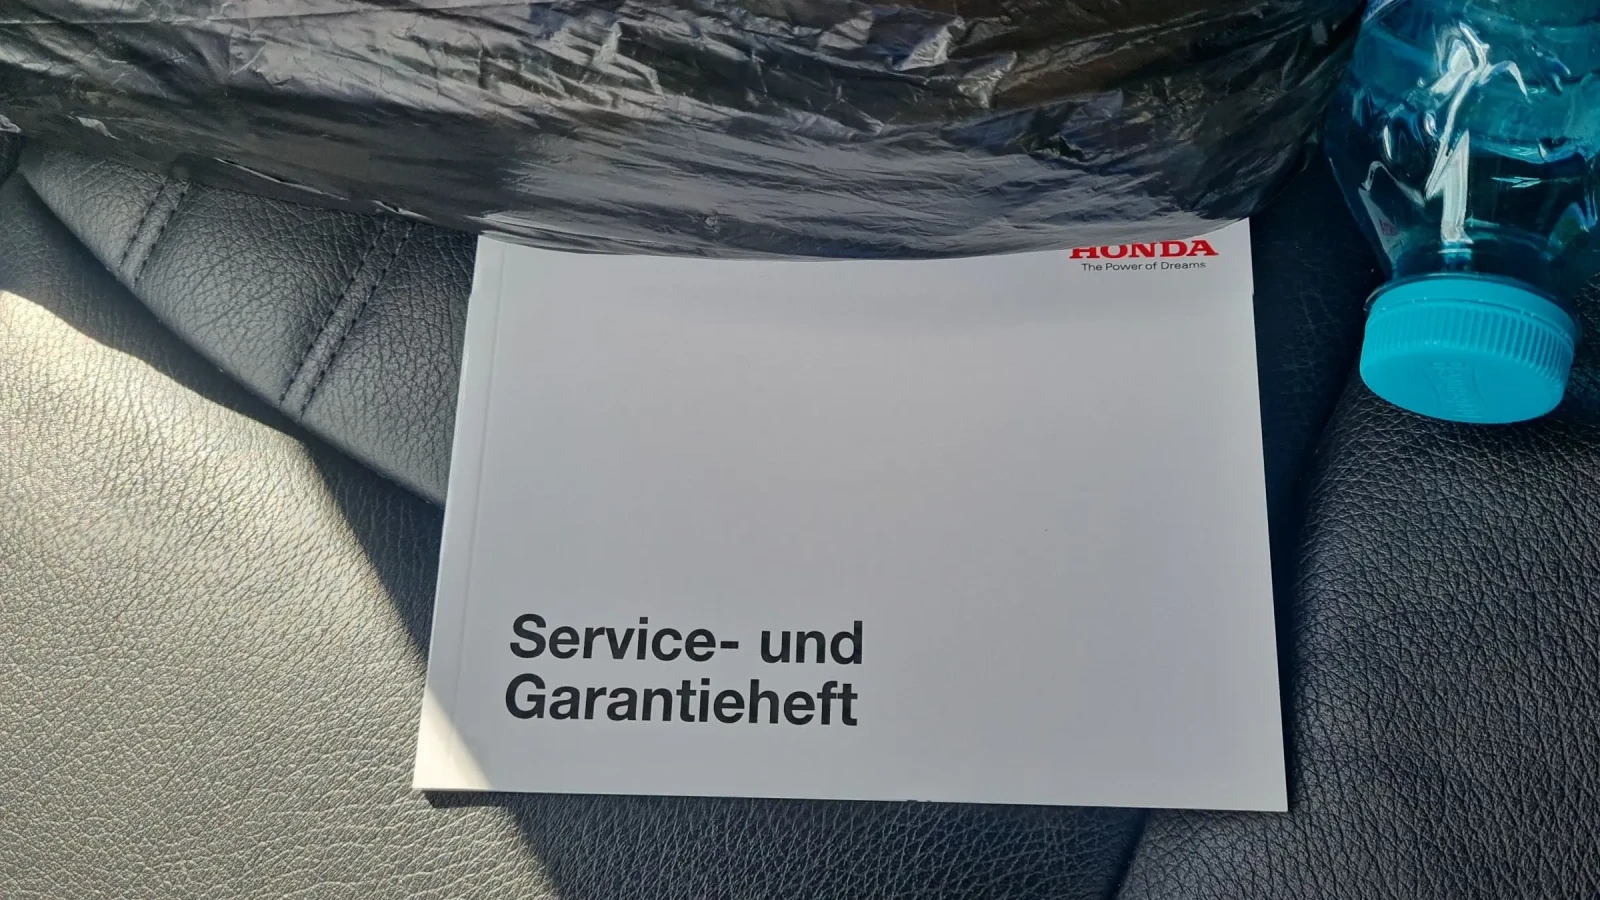 HONDA
The Power of Dreams
Service- und
Garantieheft